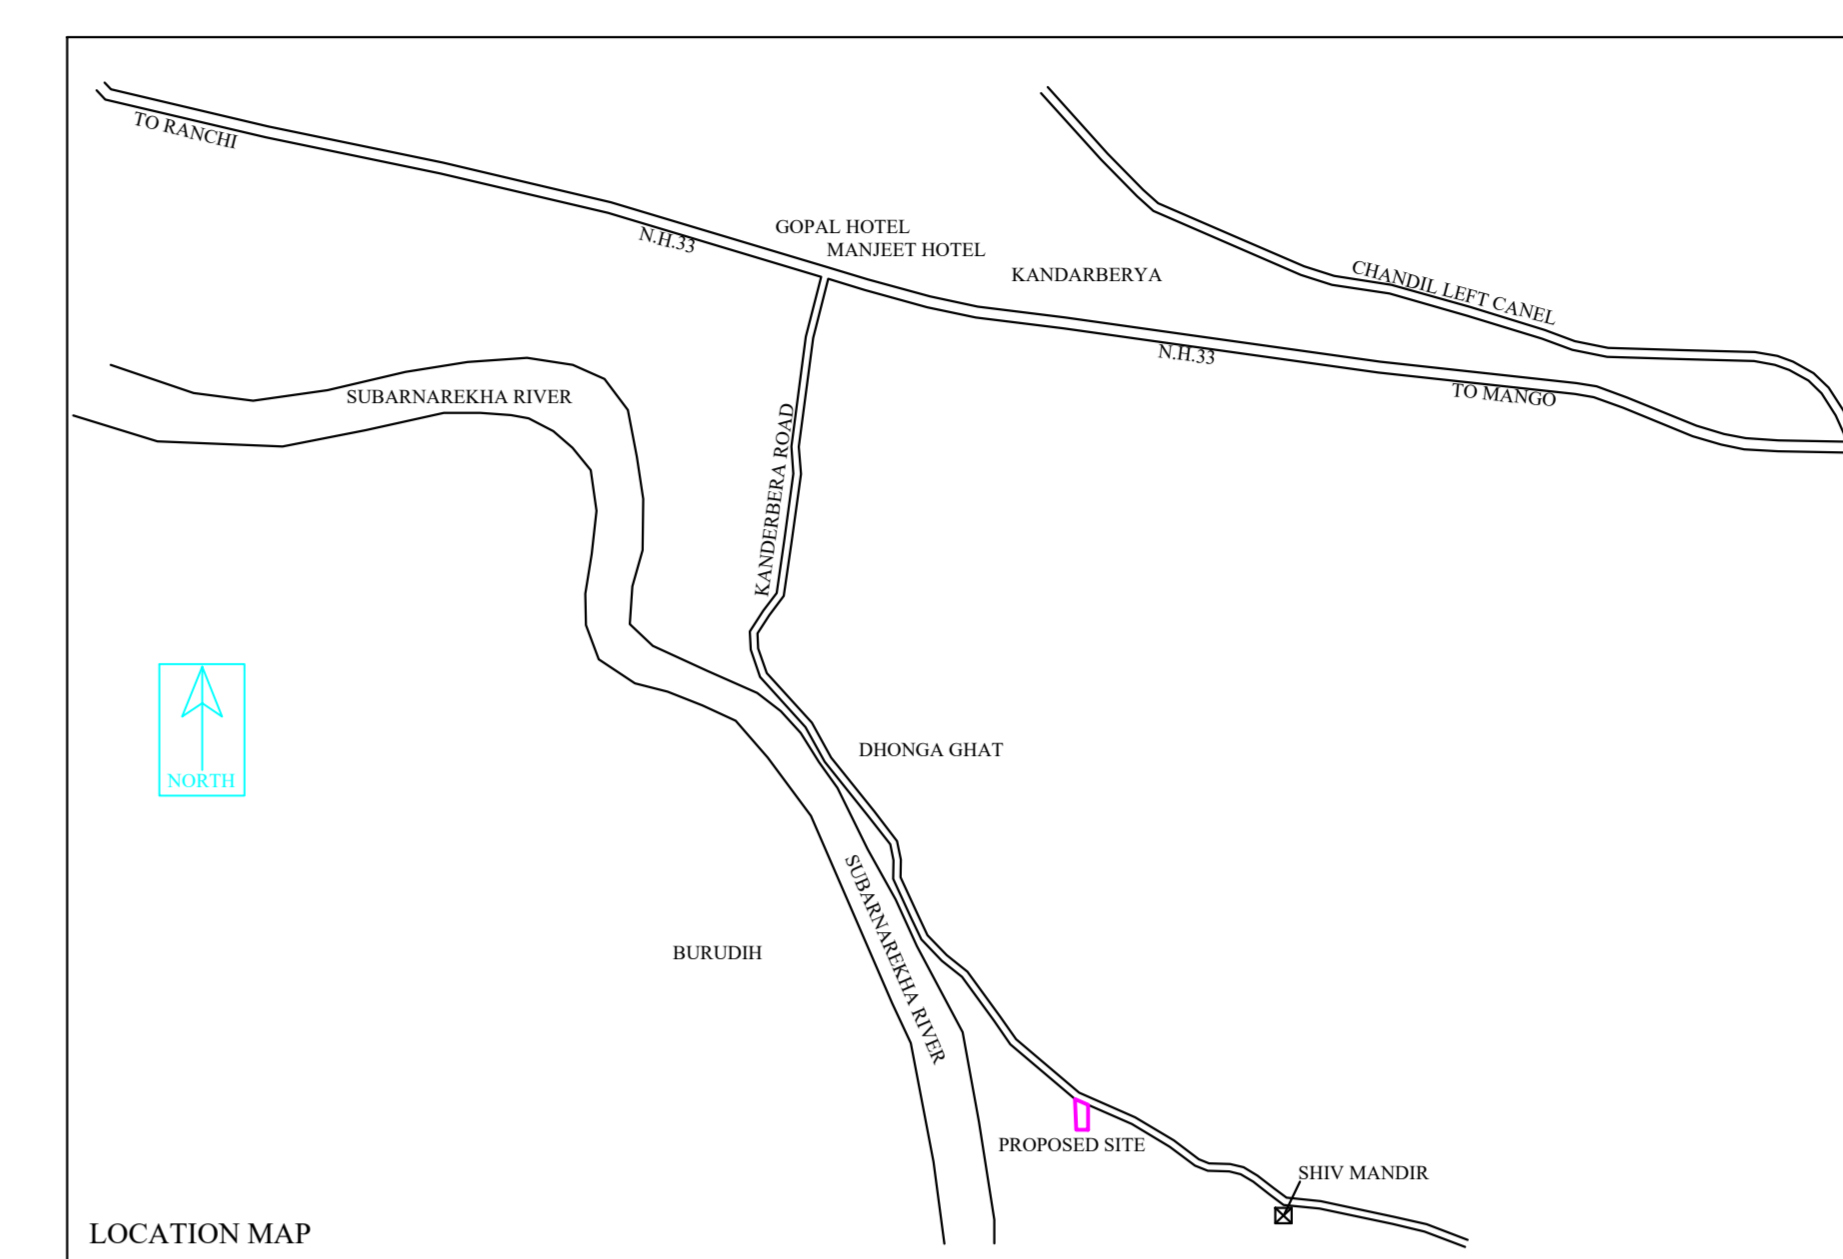 TO RANCHI
GOPAL HOTEL
MANJEET HOTEL
N.H.33
KANDARBERYA
CHANDIL LEFT CANEL
N.H.33
TO MANGO
SUBARNAREKHA RIVER
KANDERBERA ROAD
NORTH
DHONGA GHAT
SUBARNAREKHA RIVER
BURUDIH
PROPOSED SITE
SHIV MANDIR
LOCATION MAP